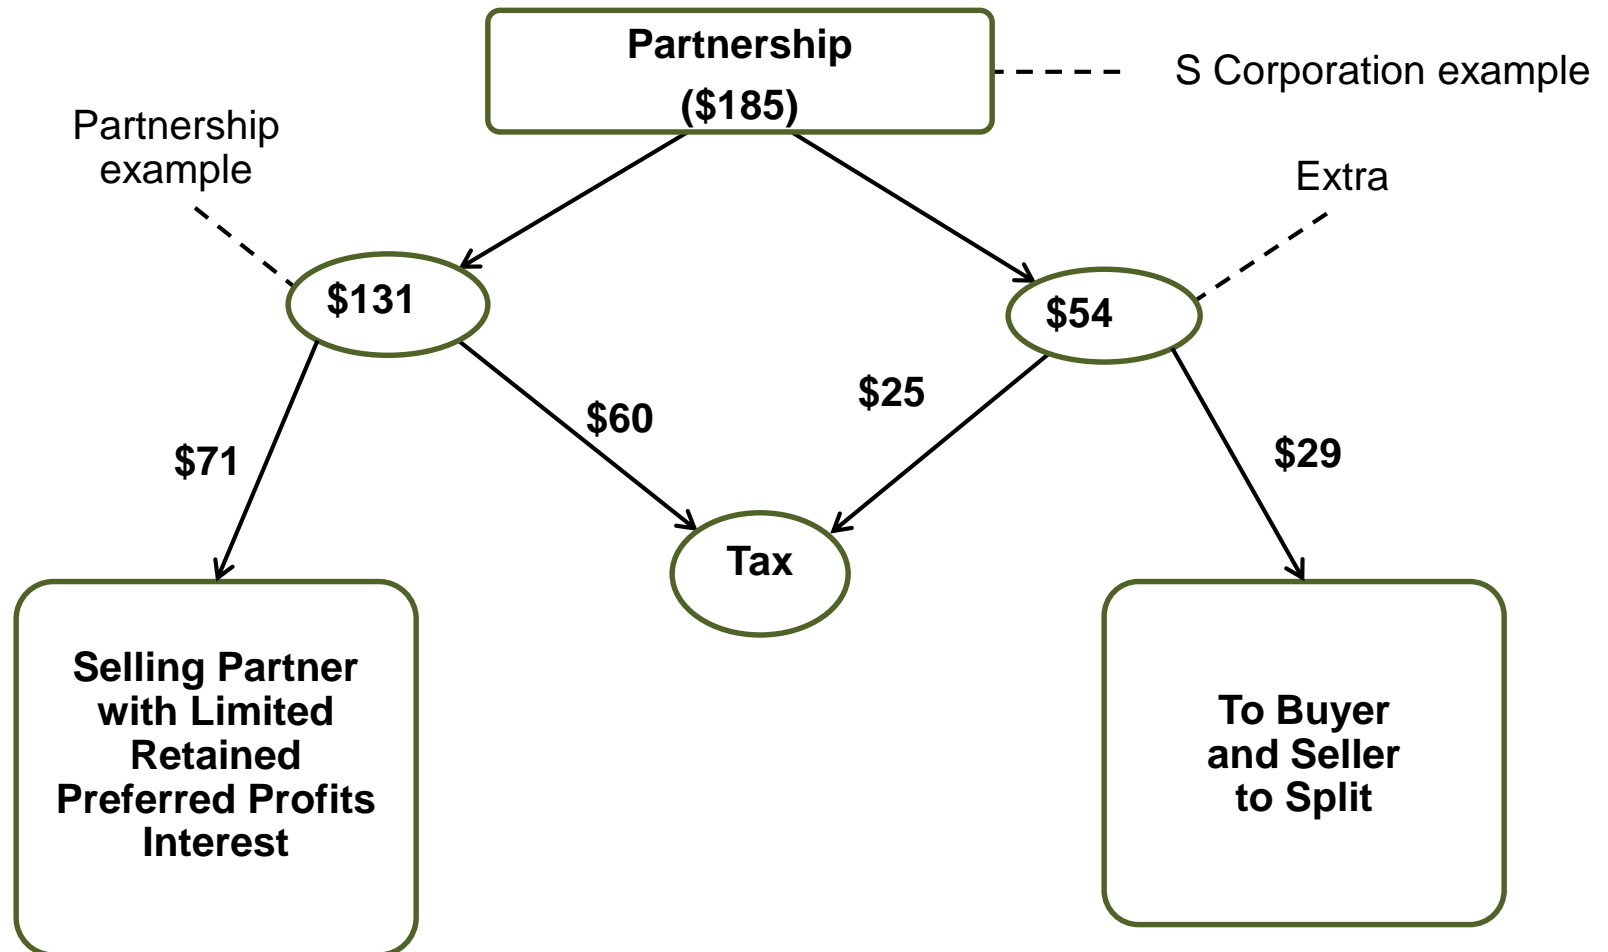 Partnership
($185)
S Corporation example
Partnership
example
Extra
$131
$54
$71
$60
$25
$29
Tax
Selling Partner
with Limited
Retained
Preferred Profits
Interest
To Buyer
and Seller
to Split